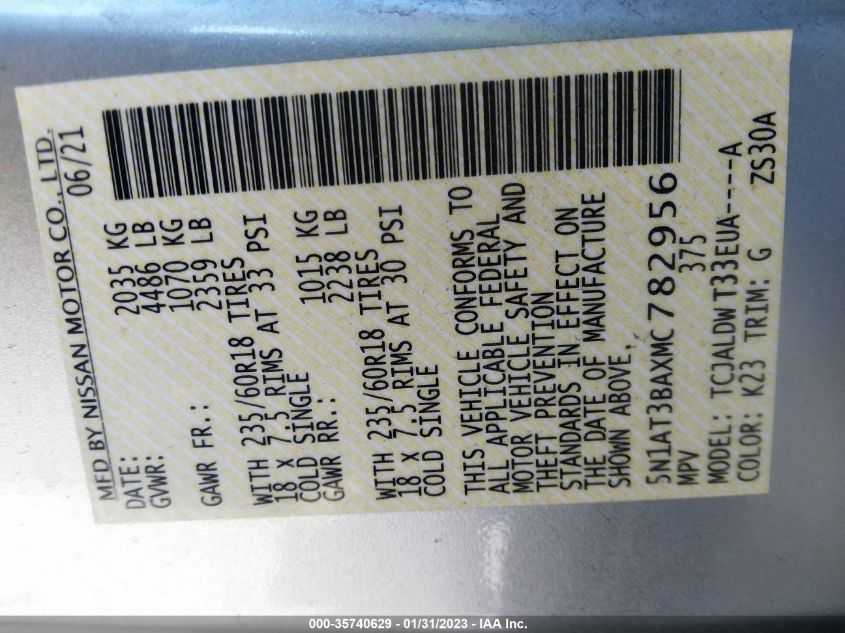 MFD BY NISSAN MOTOR CO., LTD.
DATE: 06/21
GVWR: 2035 KG
4486 LB
GAWR FR.: 1070 KG
2359 LB
WITH 235/60R18 TIRES
18 X 7.5 RIMS AT 33 PSI
COLD SINGLE
GAWR RR.: 1015 KG
2238 LB
WITH 235/60R18 TIRES
18 X 7.5 RIMS AT 30 PSI
COLD SINGLE
THIS VEHICLE CONFORMS TO
ALL APPLICABLE FEDERAL
MOTOR VEHICLE SAFETY AND
THEFT PREVENTION
STANDARDS IN EFFECT ON
THE DATE OF MANUFACTURE
SHOWN ABOVE.
5N1AT3BAXMC782956
MPV 375
MODEL: TCJALDWT33EUA----A
COLOR: K23 TRIM: G ZS30A
000-35740629 - 01/31/2023 - IAA Inc.